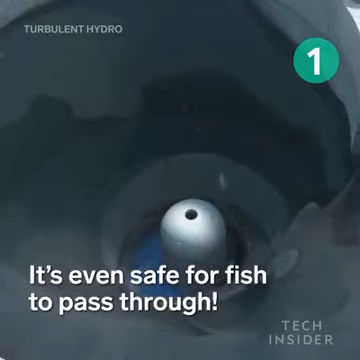 TURBULENT HYDRO
1
It's even safe for fish
to pass through!
TECH
INSIDER